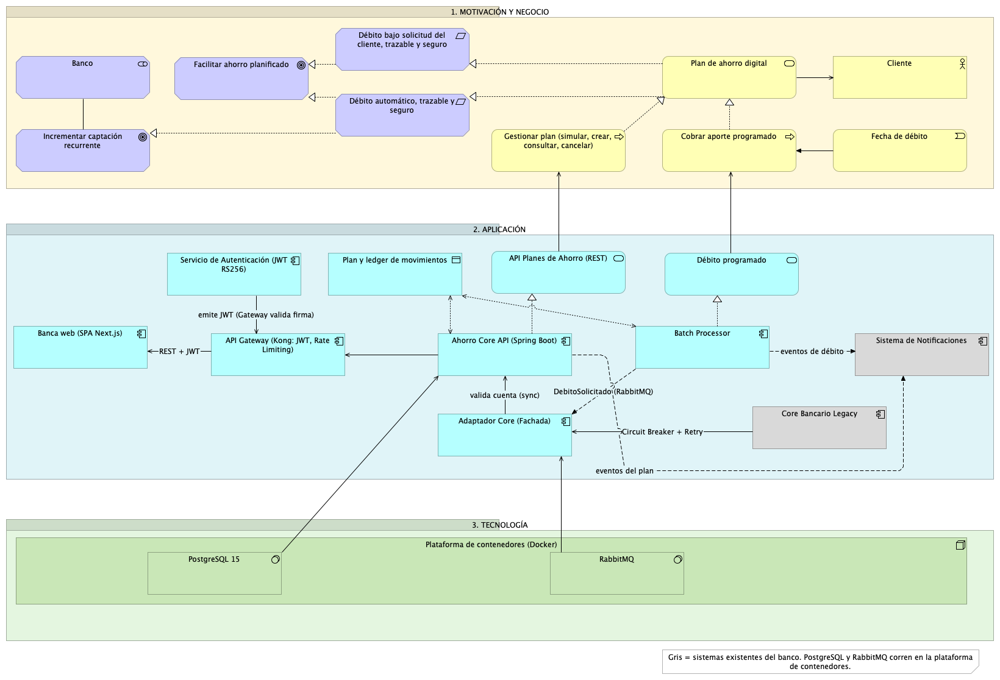 1. MOTIVACIÓN Y NEGOCIO
Débito bajo solicitud del
cliente, trazable y seguro
Banco
Facilitar ahorro planificado
Plan de ahorro digital
Cliente
Débito automático, trazable y
seguro
Incrementar captación
recurrente
Gestionar plan (simular, crear,
consultar, cancelar)
Cobrar aporte programado
Fecha de débito
2. APLICACIÓN
Servicio de Autenticación (JWT
RS256)
Plan y ledger de movimientos
API Planes de Ahorro (REST)
Débito programado
emite JWT (Gateway valida firma)
Banca web (SPA Next.js)
REST + JWT
API Gateway (Kong: JWT, Rate
Limiting)
Ahorro Core API (Spring Boot)
Batch Processor
eventos de débito
Sistema de Notificaciones
valida cuenta (sync)
DebitoSolicitado (RabbitMQ)
Adaptador Core (Fachada)
Circuit Breaker + Retry
Core Bancario Legacy
eventos del plan
3. TECNOLOGÍA
Plataforma de contenedores (Docker)
PostgreSQL 15
RabbitMQ
Gris = sistemas existentes del banco. PostgreSQL y RabbitMQ corren en la plataforma
de contenedores.